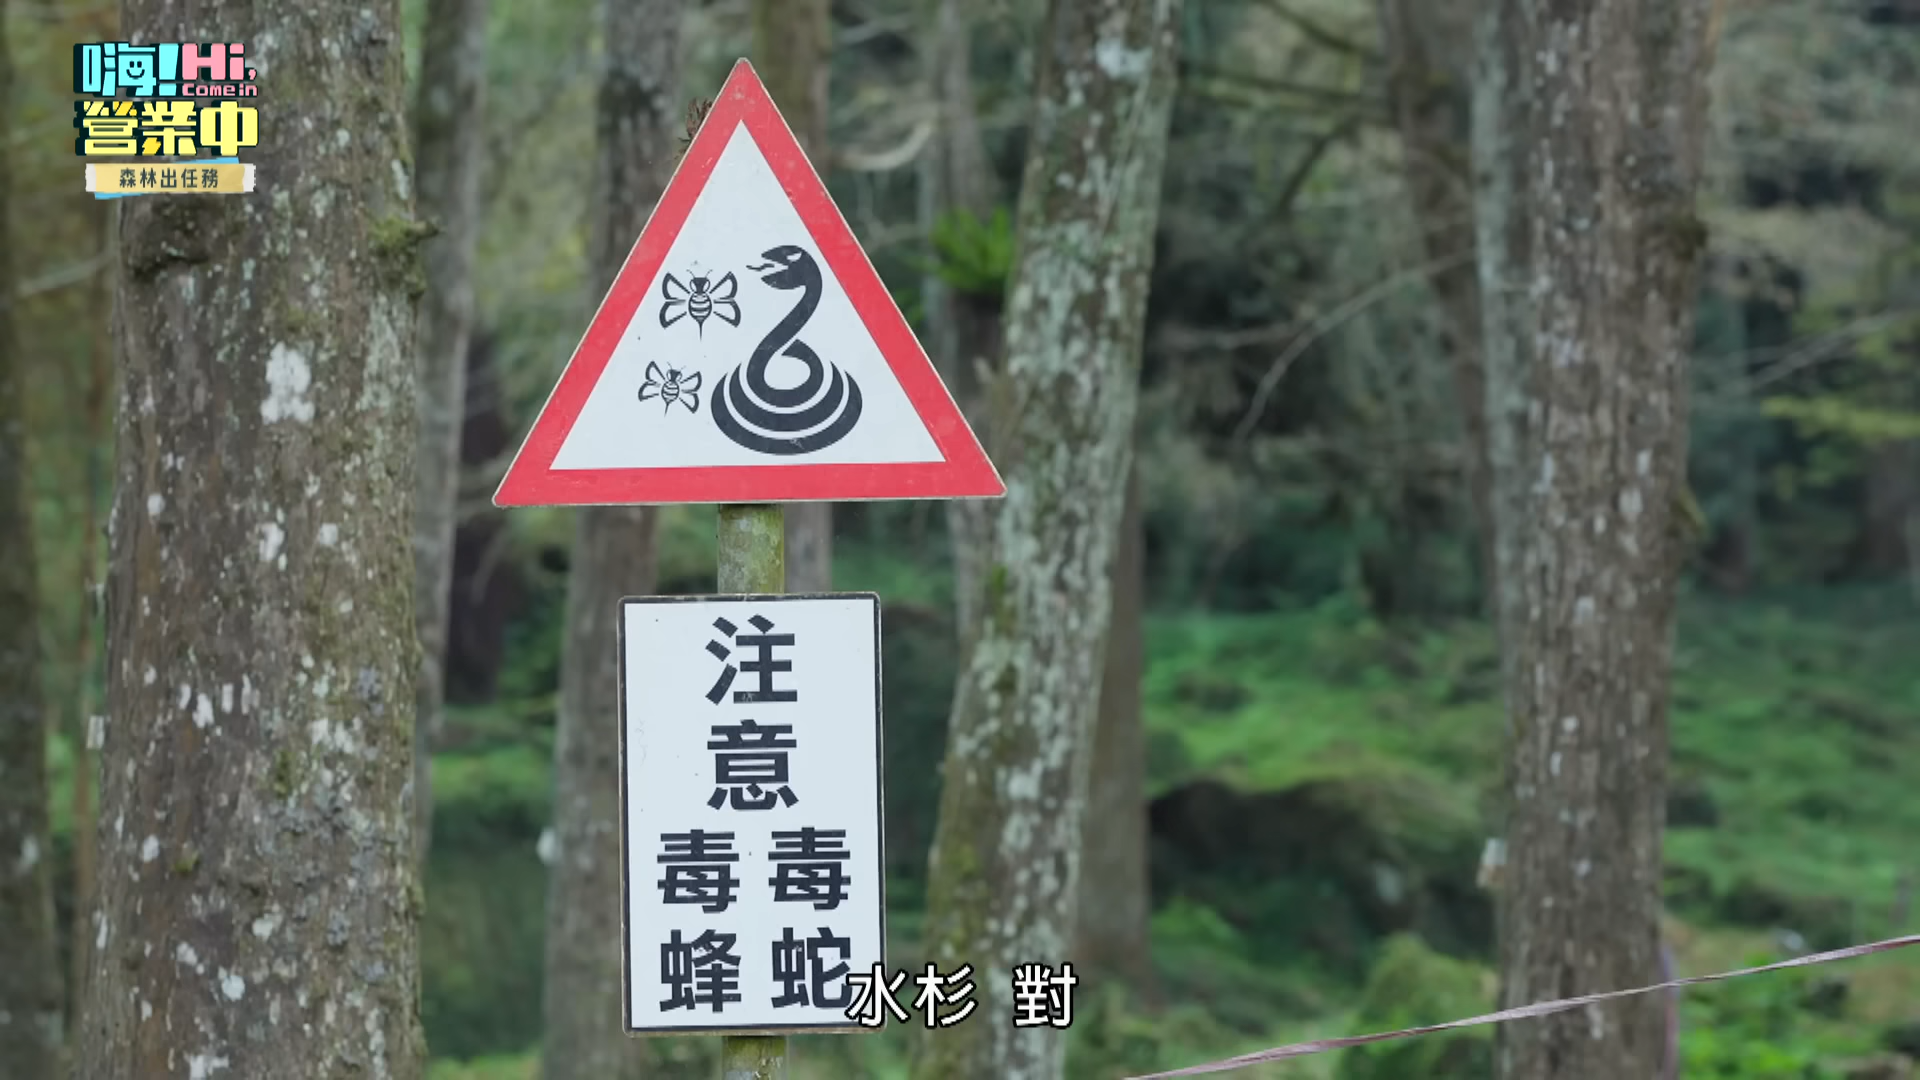 嗨!Hi,
Come in
營業中
森林出任務
注意
毒蛇
毒蜂
水杉 對